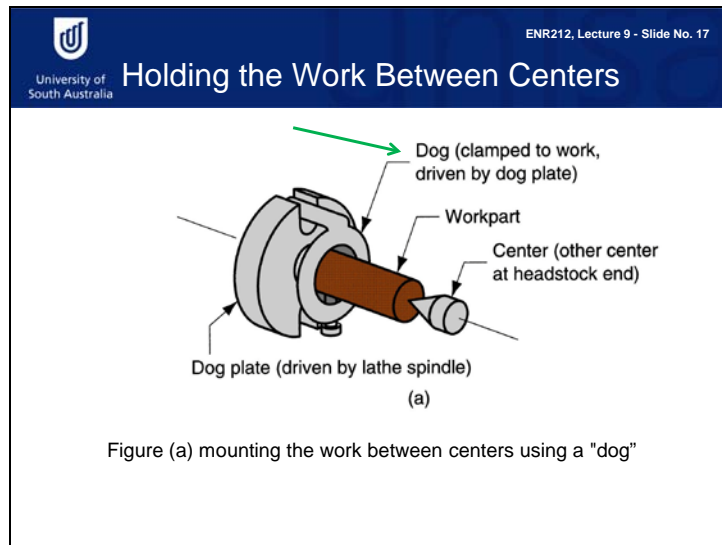 ENR212, Lecture 9 - Slide No. 17
University of
South Australia
Holding the Work Between Centers
Dog (clamped to work,
driven by dog plate)
Workpart
Center (other center
at headstock end)
Dog plate (driven by lathe spindle)
(a)
Figure (a) mounting the work between centers using a "dog”